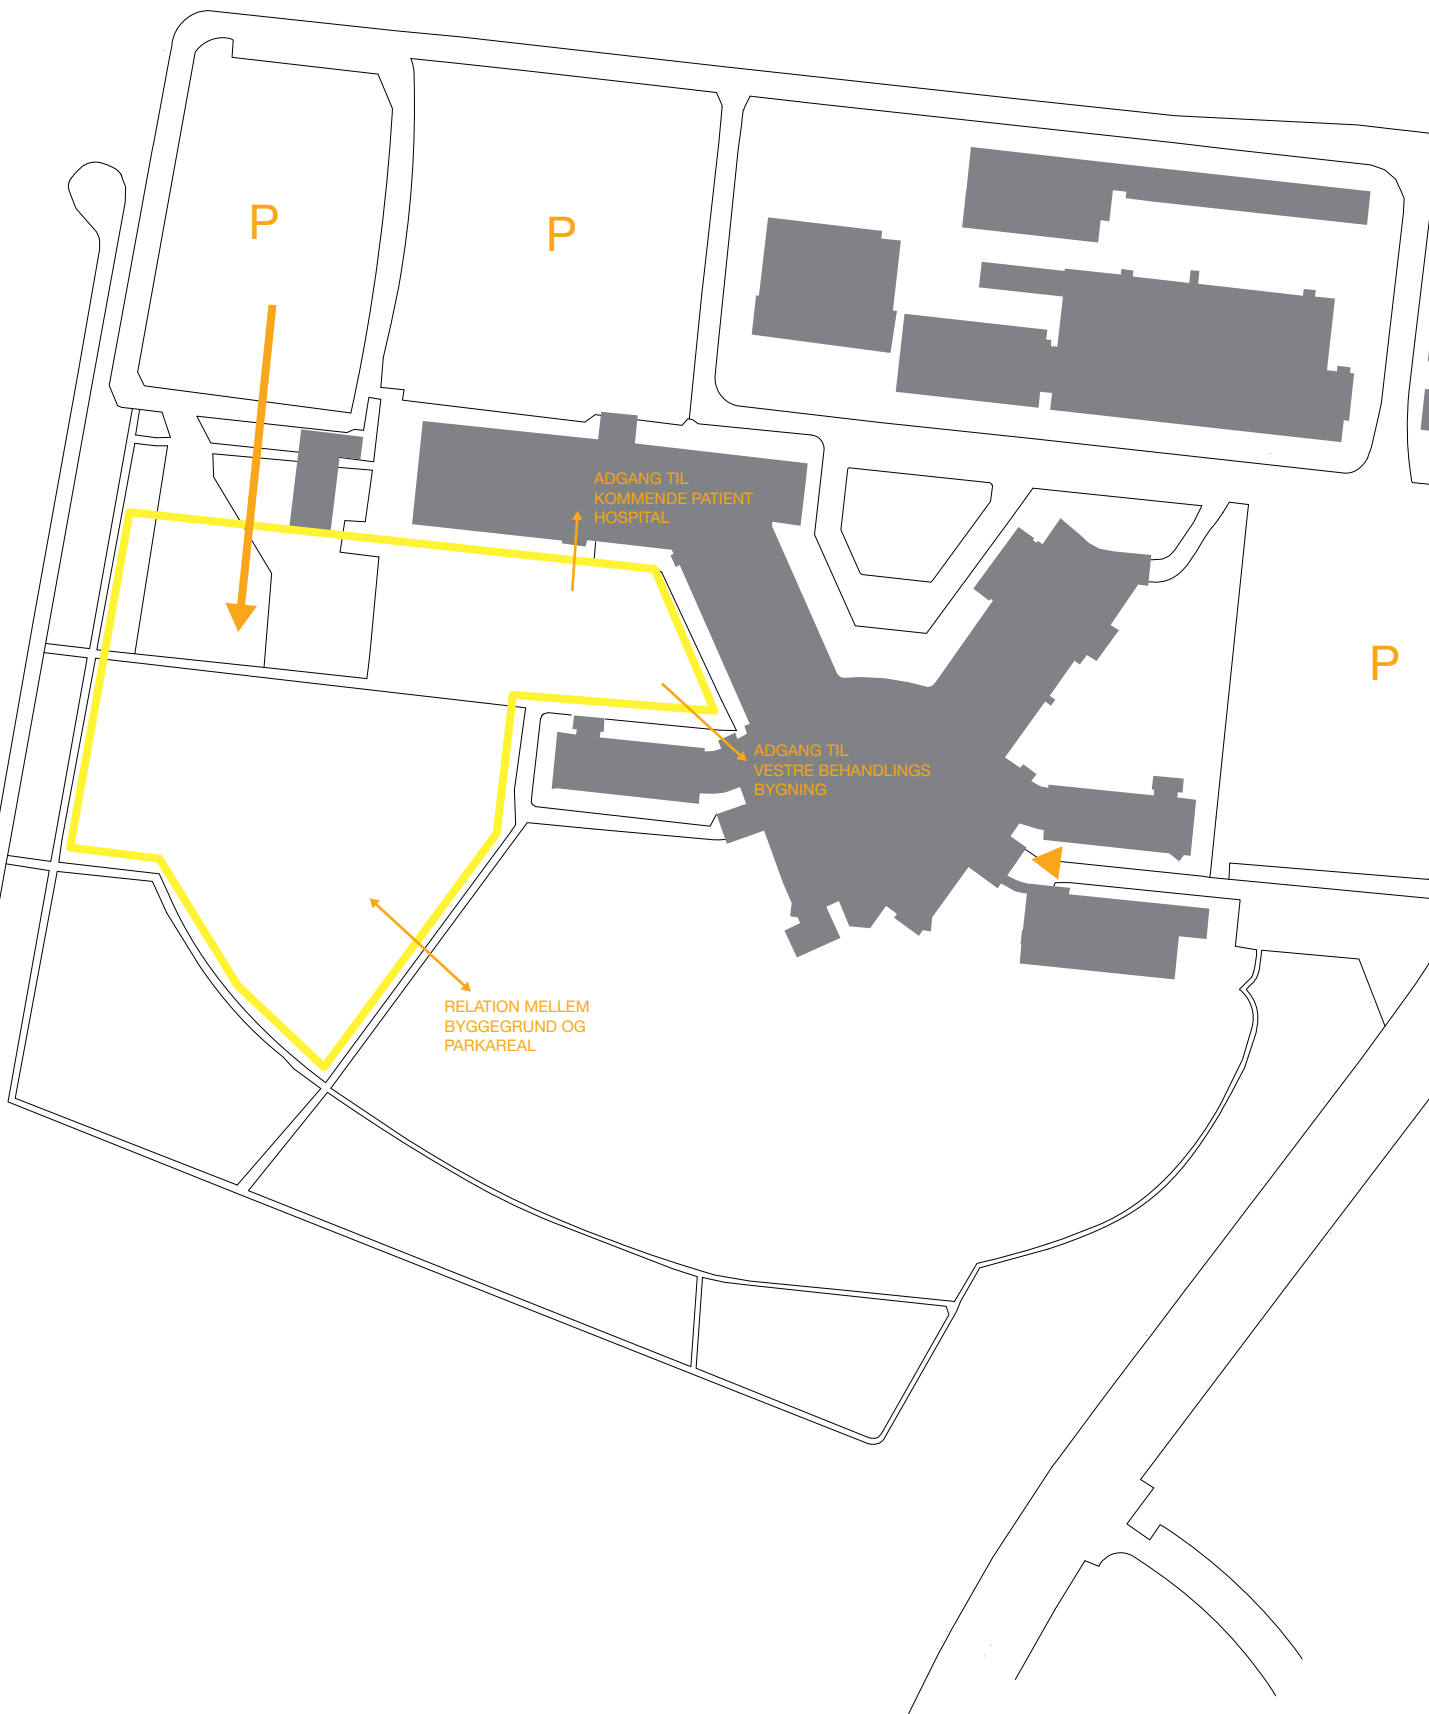 P
P
ADGANG TIL
KOMMENDE PATIENT
HOSPITAL
P
ADGANG TIL
VESTRE BEHANDLINGS
BYGNING
RELATION MELLEM
BYGGEGRUND OG
PARKAREAL